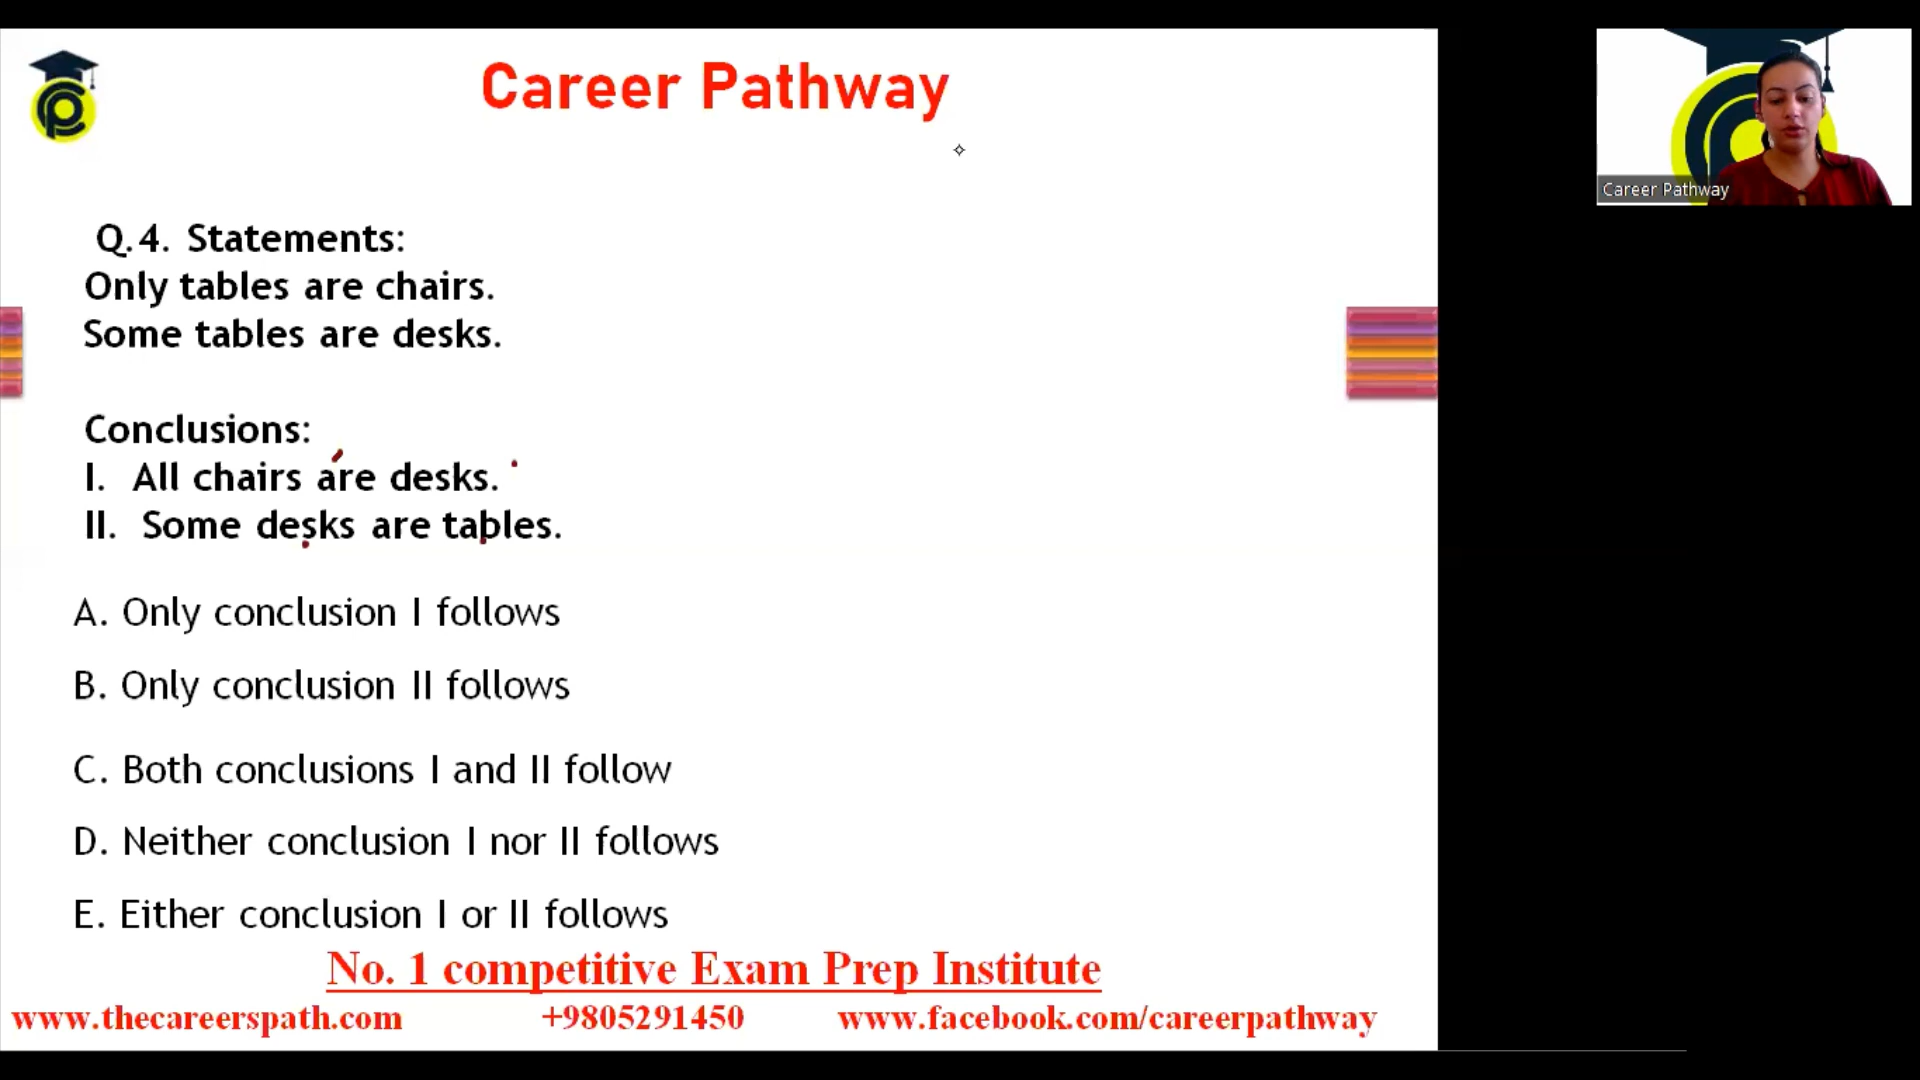 Career Pathway
Career Pathway
Q.4. Statements:
Only tables are chairs.
Some tables are desks.
Conclusions:
I. All chairs are desks.
II. Some desks are tables.
A. Only conclusion I follows
B. Only conclusion II follows
C. Both conclusions I and II follow
D. Neither conclusion I nor II follows
E. Either conclusion I or II follows
No. 1 competitive Exam Prep Institute
www.thecareerspath.com +9805291450 www.facebook.com/careerpathway